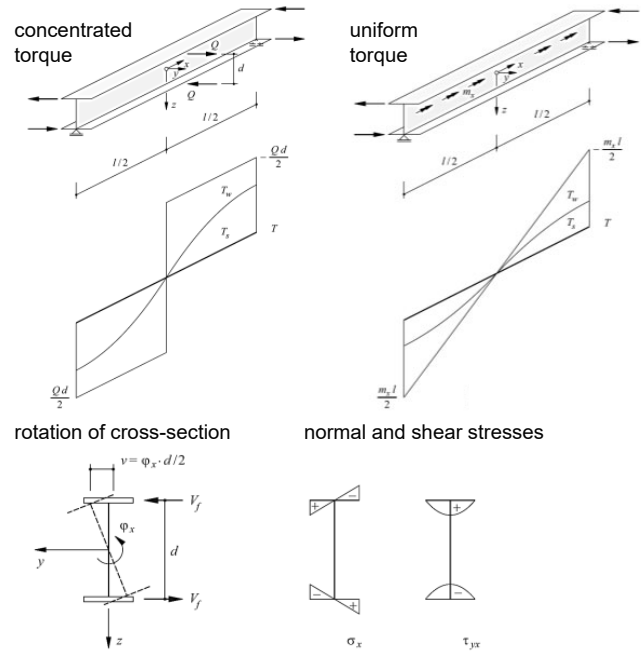 concentrated
torque
Q
x
y
d
z
Q
l/2
l/2
Qd
2
T_w
T_s
T
Qd
2
uniform
torque
x
y
m_x
z
l/2
l/2
m_x l
2
T_w
T_s
T
m_x l
2
rotation of cross-section
v = φ_x · d/2
V_f
φ_x
y
d
V_f
z
normal and shear stresses
+
−
−
+
σ_x
+
−
τ_yx